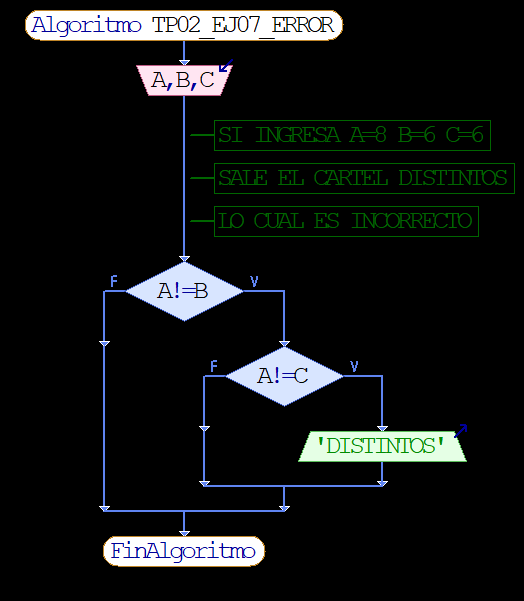 Algoritmo TP02_EJ07_ERROR
A,B,C
SI INGRESA A=8 B=6 C=6
SALE EL CARTEL DISTINTOS
LO CUAL ES INCORRECTO
F V
A!=B
F V
A!=C
'DISTINTOS'
FinAlgoritmo